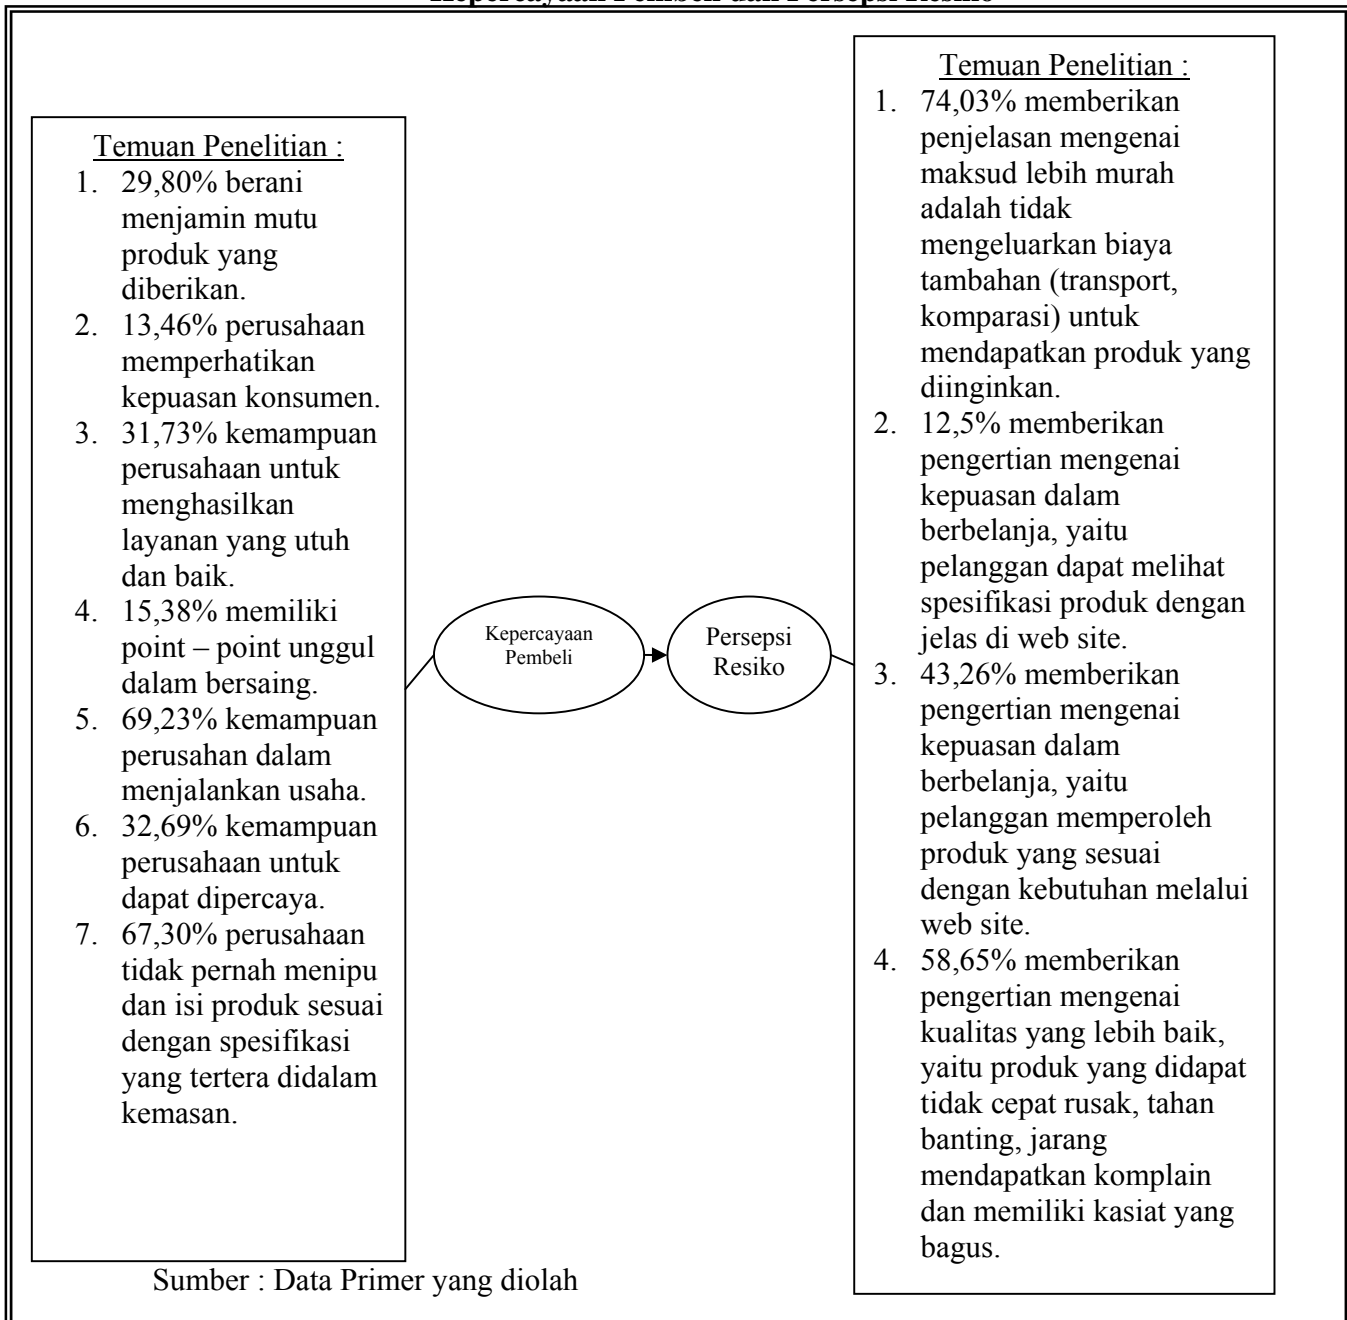 Kepercayaan Pembeli dan Persepsi Resiko
Temuan Penelitian :
1. 29,80% berani
menjamin mutu
produk yang
diberikan.
2. 13,46% perusahaan
memperhatikan
kepuasan konsumen.
3. 31,73% kemampuan
perusahaan untuk
menghasilkan
layanan yang utuh
dan baik.
4. 15,38% memiliki
point – point unggul
dalam bersaing.
5. 69,23% kemampuan
perusahan dalam
menjalankan usaha.
6. 32,69% kemampuan
perusahaan untuk
dapat dipercaya.
7. 67,30% perusahaan
tidak pernah menipu
dan isi produk sesuai
dengan spesifikasi
yang tertera didalam
kemasan.
Kepercayaan
Pembeli
Persepsi
Resiko
Temuan Penelitian :
1. 74,03% memberikan
penjelasan mengenai
maksud lebih murah
adalah tidak
mengeluarkan biaya
tambahan (transport,
komparasi) untuk
mendapatkan produk yang
diinginkan.
2. 12,5% memberikan
pengertian mengenai
kepuasan dalam
berbelanja, yaitu
pelanggan dapat melihat
spesifikasi produk dengan
jelas di web site.
3. 43,26% memberikan
pengertian mengenai
kepuasan dalam
berbelanja, yaitu
pelanggan memperoleh
produk yang sesuai
dengan kebutuhan melalui
web site.
4. 58,65% memberikan
pengertian mengenai
kualitas yang lebih baik,
yaitu produk yang didapat
tidak cepat rusak, tahan
banting, jarang
mendapatkan komplain
dan memiliki kasiat yang
bagus.
Sumber : Data Primer yang diolah